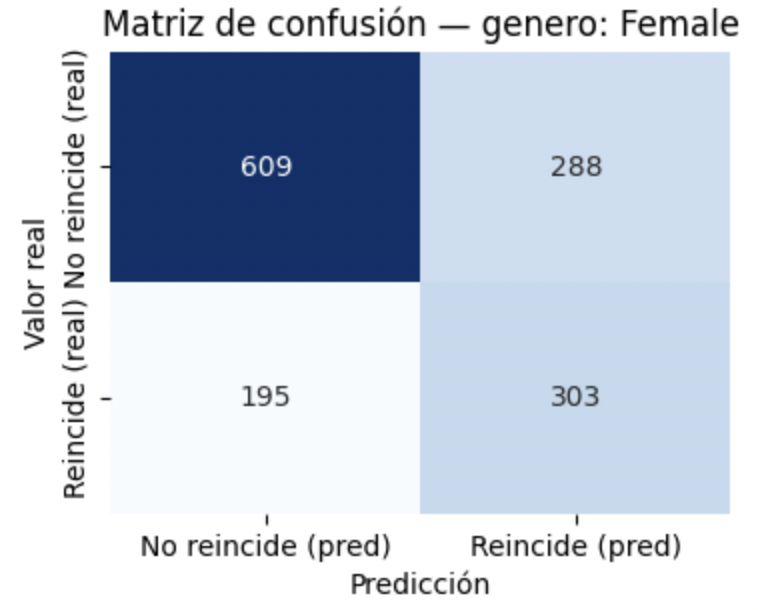 Matriz de confusión — genero: Female
Valor real
No reincide (real)
609
288
Reincide (real)
195
303
No reincide (pred)
Reincide (pred)
Predicción